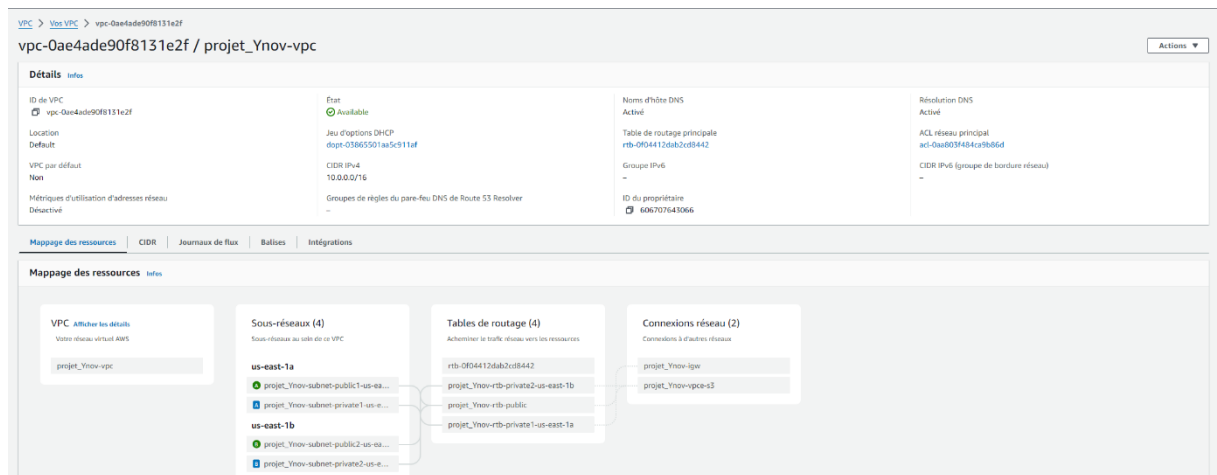 VPC > Vos VPC > vpc-0ae4ade90f8131e2f
vpc-0ae4ade90f8131e2f / projet_Ynov-vpc
Actions ▼
Détails Infos
ID de VPC
vpc-0ae4ade90f8131e2f
État
Available
Noms d'hôte DNS
Activé
Résolution DNS
Activé
Location
Default
Jeu d'options DHCP
dopt-03865501aa5c911af
Table de routage principale
rtb-0f04412dab2cd8442
ACL réseau principal
acl-0aa803f484ca9b86d
VPC par défaut
Non
CIDR IPv4
10.0.0.0/16
Groupe IPv6
–
CIDR IPv6 (groupe de bordure réseau)
–
Métriques d'utilisation d'adresses réseau
Désactivé
Groupes de règles du pare-feu DNS de Route 53 Resolver
–
ID du propriétaire
606707643066
Mappage des ressources
CIDR
Journaux de flux
Balises
Intégrations
Mappage des ressources Infos
VPC Afficher les détails
Votre réseau virtuel AWS
projet_Ynov-vpc
Sous-réseaux (4)
Sous-réseaux au sein de ce VPC
us-east-1a
A projet_Ynov-subnet-public1-us-ea...
A projet_Ynov-subnet-private1-us-e...
us-east-1b
B projet_Ynov-subnet-public2-us-ea...
B projet_Ynov-subnet-private2-us-e...
Tables de routage (4)
Acheminer le trafic réseau vers les ressources
rtb-0f04412dab2cd8442
projet_Ynov-rtb-private2-us-east-1b
projet_Ynov-rtb-public
projet_Ynov-rtb-private1-us-east-1a
Connexions réseau (2)
Connexions à d'autres réseaux
projet_Ynov-igw
projet_Ynov-vpce-s3